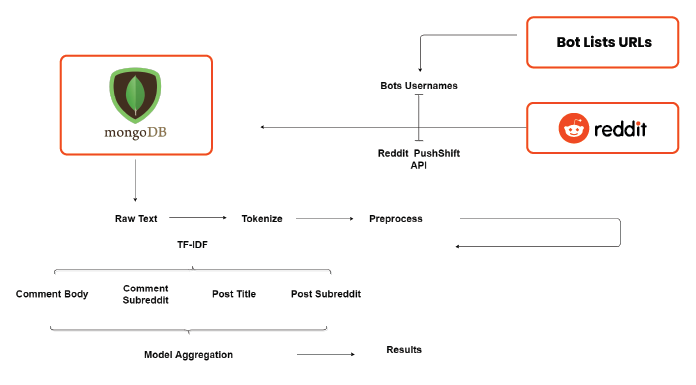 Bot Lists URLs
mongoDB
Bots Usernames
reddit
Reddit PushShift
API
Raw Text
Tokenize
Preprocess
TF-IDF
Comment Body
Comment
Subreddit
Post Title
Post Subreddit
Model Aggregation
Results